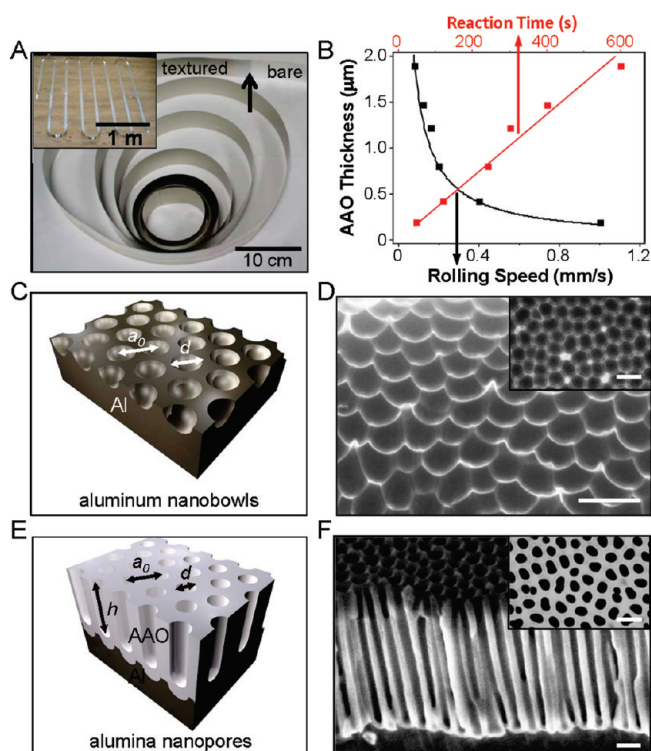 A
textured
bare
1 m
10 cm
B
Reaction Time (s)
0
200
400
600
2.0
1.5
1.0
0.5
0
AAO Thickness (μm)
0
0.4
0.8
1.2
Rolling Speed (mm/s)
C
a0
d
Al
aluminum nanobowls
D
E
a0
d
h
AAO
Al
alumina nanopores
F